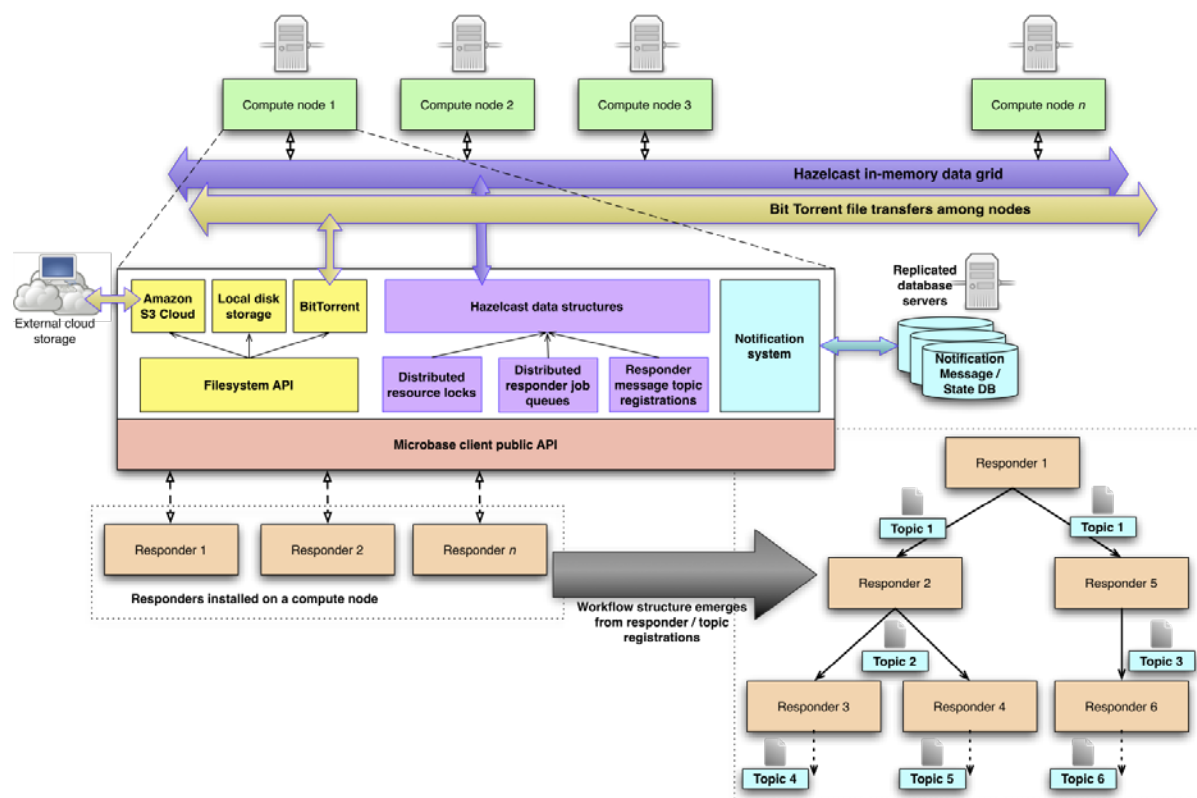 Compute node 1
Compute node 2
Compute node 3
Compute node n
Hazelcast in-memory data grid
Bit Torrent file transfers among nodes
External cloud
storage
Amazon
S3 Cloud
Local disk
storage
BitTorrent
Filesystem API
Hazelcast data structures
Distributed
resource locks
Distributed
responder job
queues
Responder
message topic
registrations
Notification
system
Replicated
database
servers
Notification
Message /
State DB
Microbase client public API
Responder 1
Responder 2
Responder n
Responders installed on a compute node
Workflow structure emerges
from responder / topic
registrations
Responder 1
Topic 1
Topic 1
Responder 2
Responder 5
Topic 2
Topic 3
Responder 3
Responder 4
Responder 6
Topic 4
Topic 5
Topic 6